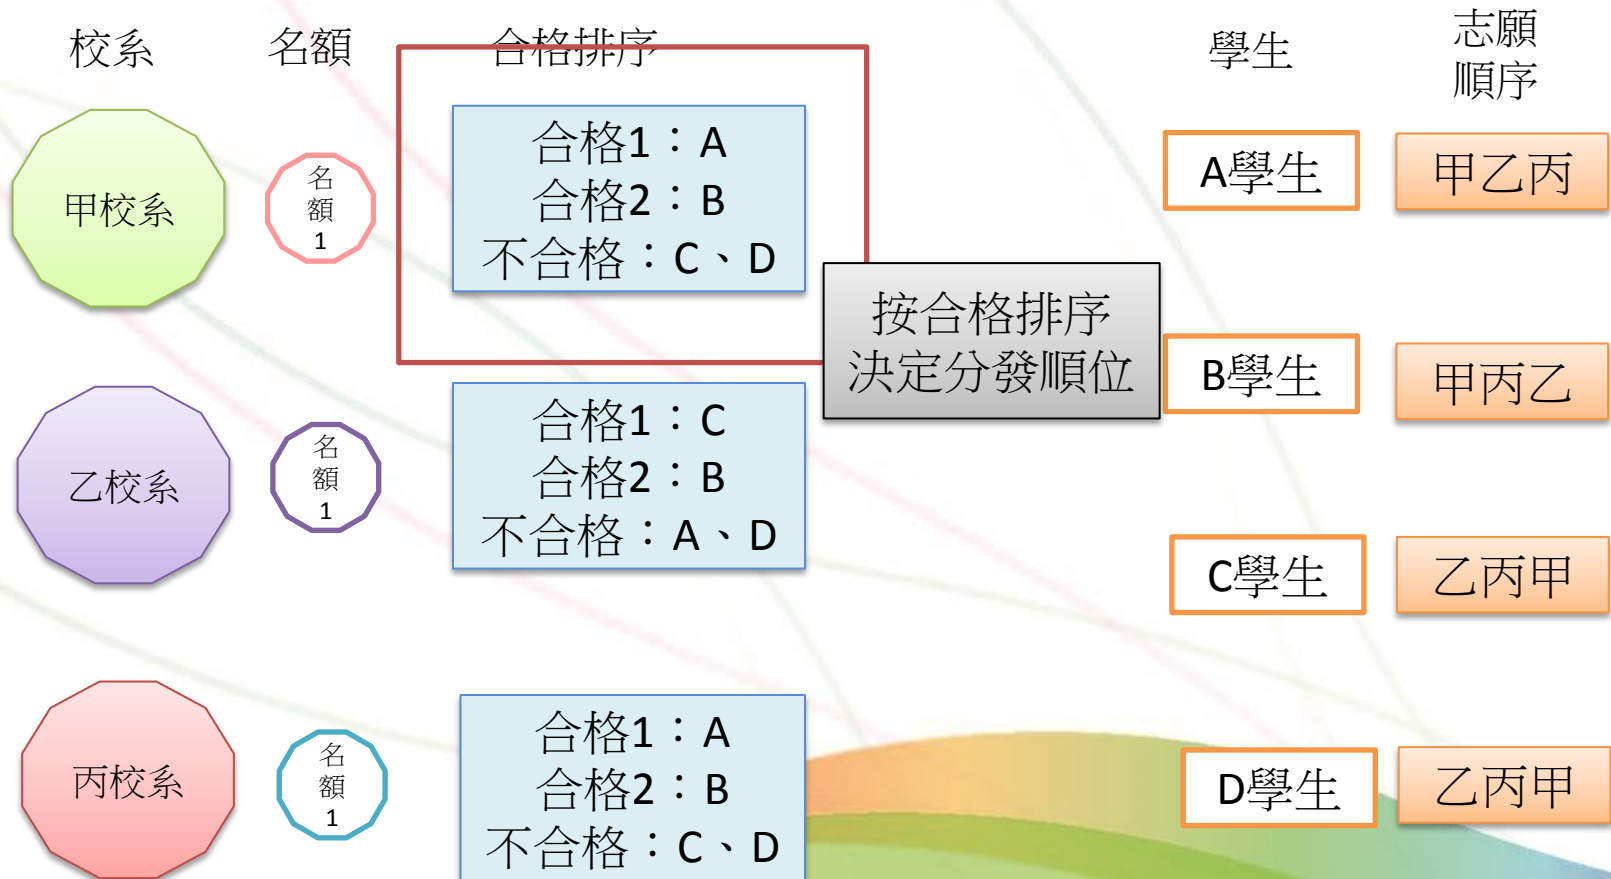 校系
名額
合格排序
學生
志願
順序
甲校系
名
額
1
合格1：A
合格2：B
不合格：C、D
A學生
甲乙丙
按合格排序
決定分發順位
B學生
甲丙乙
乙校系
名
額
1
合格1：C
合格2：B
不合格：A、D
C學生
乙丙甲
丙校系
名
額
1
合格1：A
合格2：B
不合格：C、D
D學生
乙丙甲